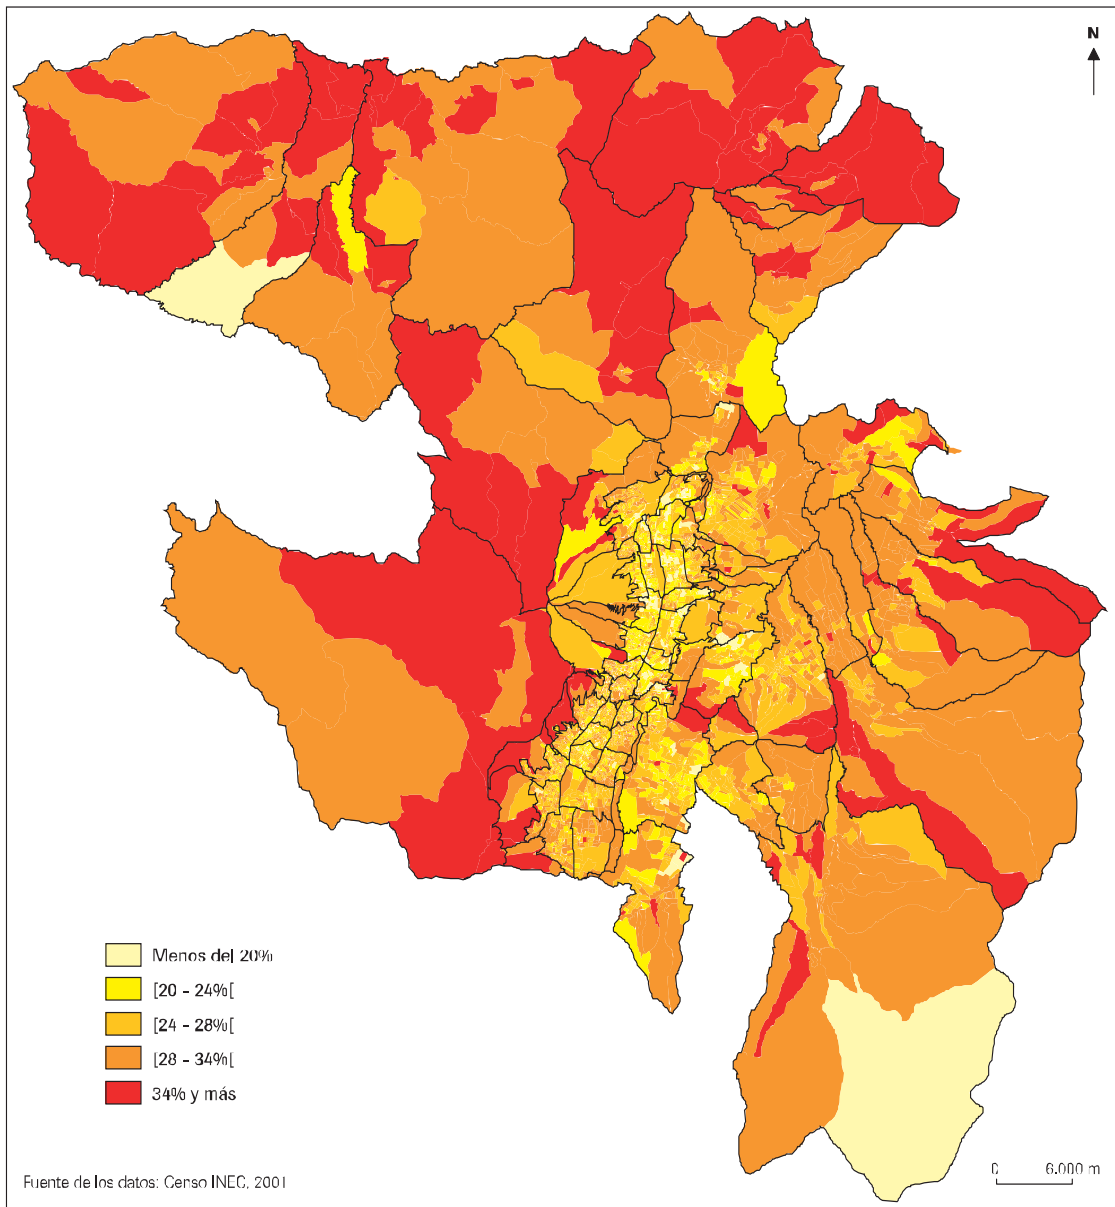 N
Menos del 20%
[20 - 24%[
[24 - 28%[
[28 - 34%[
34% y más
0 6.000 m
Fuente de los datos: Censo INEC, 2001